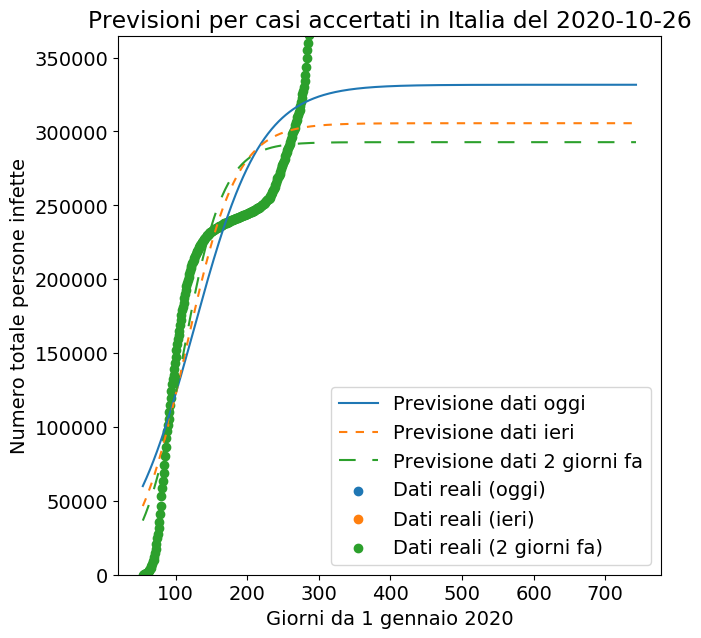 Previsioni per casi accertati in Italia del 2020-10-26
Numero totale persone infette
350000
300000
250000
200000
150000
100000
50000
0
100 200 300 400 500 600 700
Giorni da 1 gennaio 2020
Previsione dati oggi
Previsione dati ieri
Previsione dati 2 giorni fa
Dati reali (oggi)
Dati reali (ieri)
Dati reali (2 giorni fa)